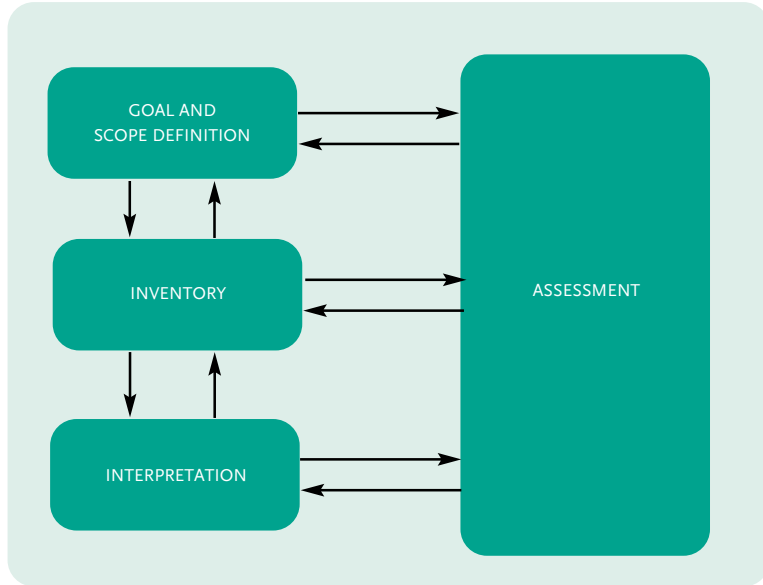 GOAL AND
SCOPE DEFINITION
INVENTORY
ASSESSMENT
INTERPRETATION